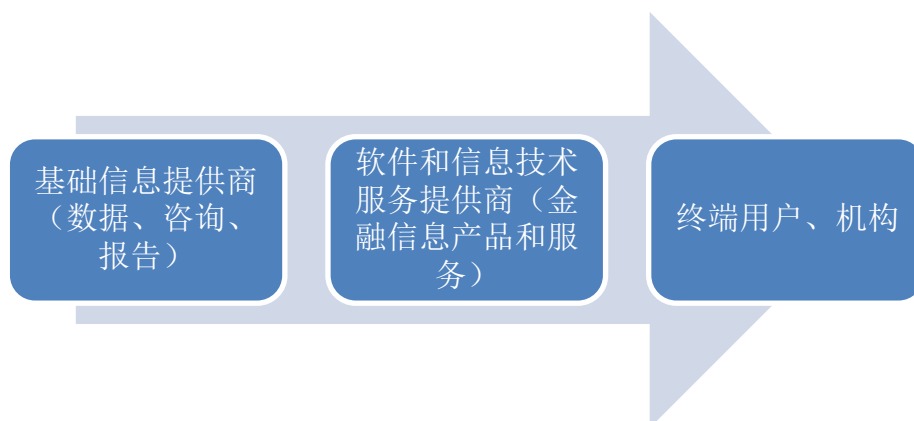 基础信息提供商
（数据、咨询、
报告）
软件和信息技术
服务提供商（金
融信息产品和服
务）
终端用户、机构